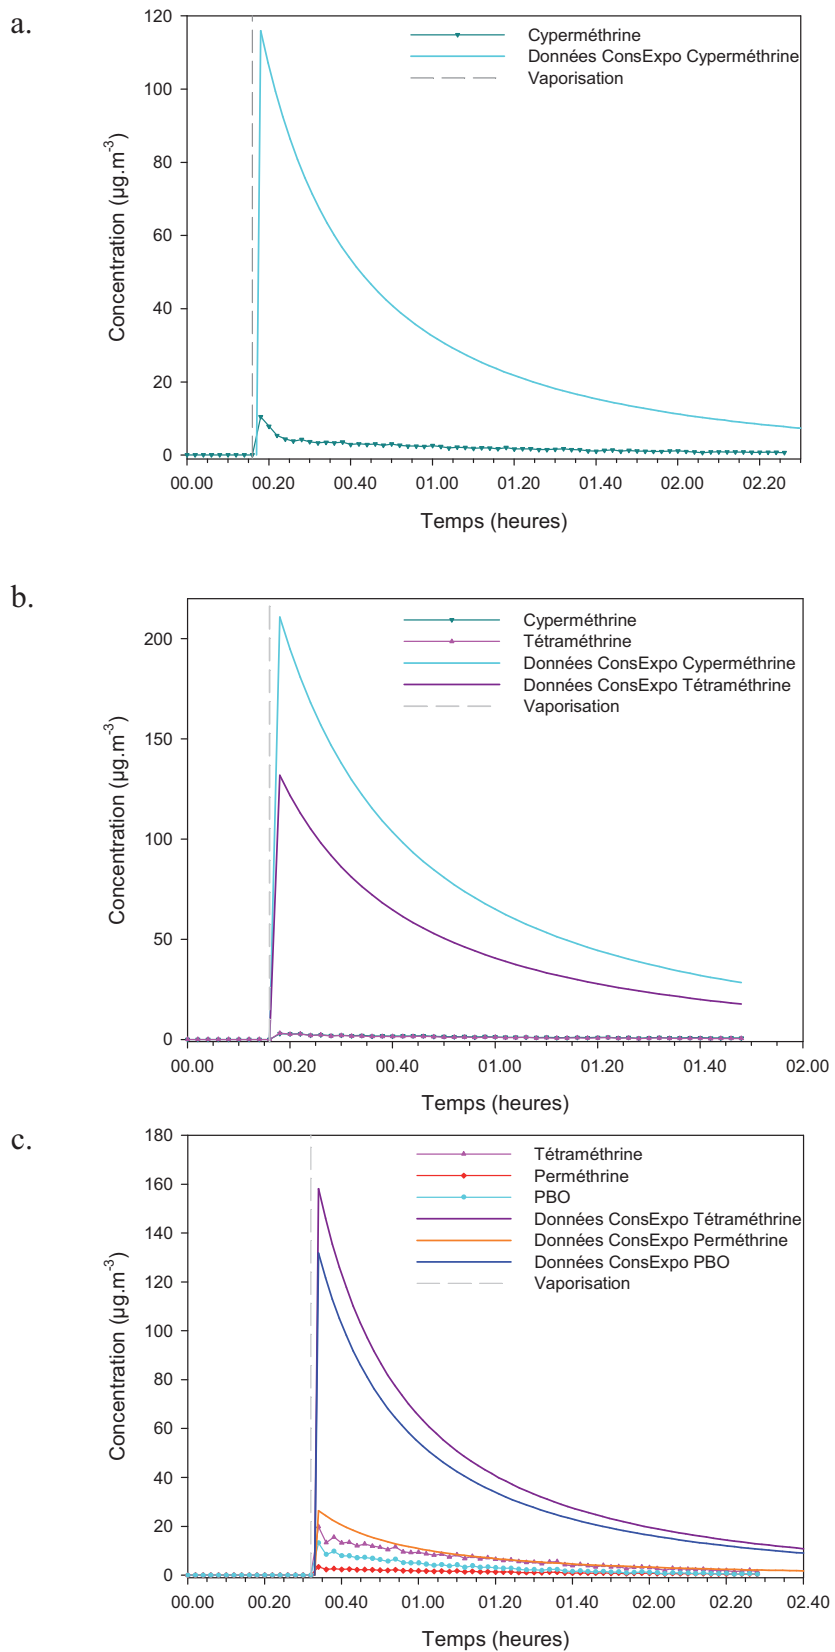 a.
Cyperméthrine
Données ConsExpo Cyperméthrine
Vaporisation
120
100
80
60
40
20
0
Concentration (µg.m-3)
00.00 00.20 00.40 01.00 01.20 01.40 02.00 02.20
Temps (heures)
b.
Cyperméthrine
Tétraméthrine
Données ConsExpo Cyperméthrine
Données ConsExpo Tétraméthrine
Vaporisation
200
150
100
50
0
Concentration (µg.m-3)
00.00 00.20 00.40 01.00 01.20 01.40 02.00
Temps (heures)
c.
Tétraméthrine
Perméthrine
PBO
Données ConsExpo Tétraméthrine
Données ConsExpo Perméthrine
Données ConsExpo PBO
Vaporisation
180
160
140
120
100
80
60
40
20
0
Concentration (µg.m-3)
00.00 00.20 00.40 01.00 01.20 01.40 02.00 02.20 02.40
Temps (heures)